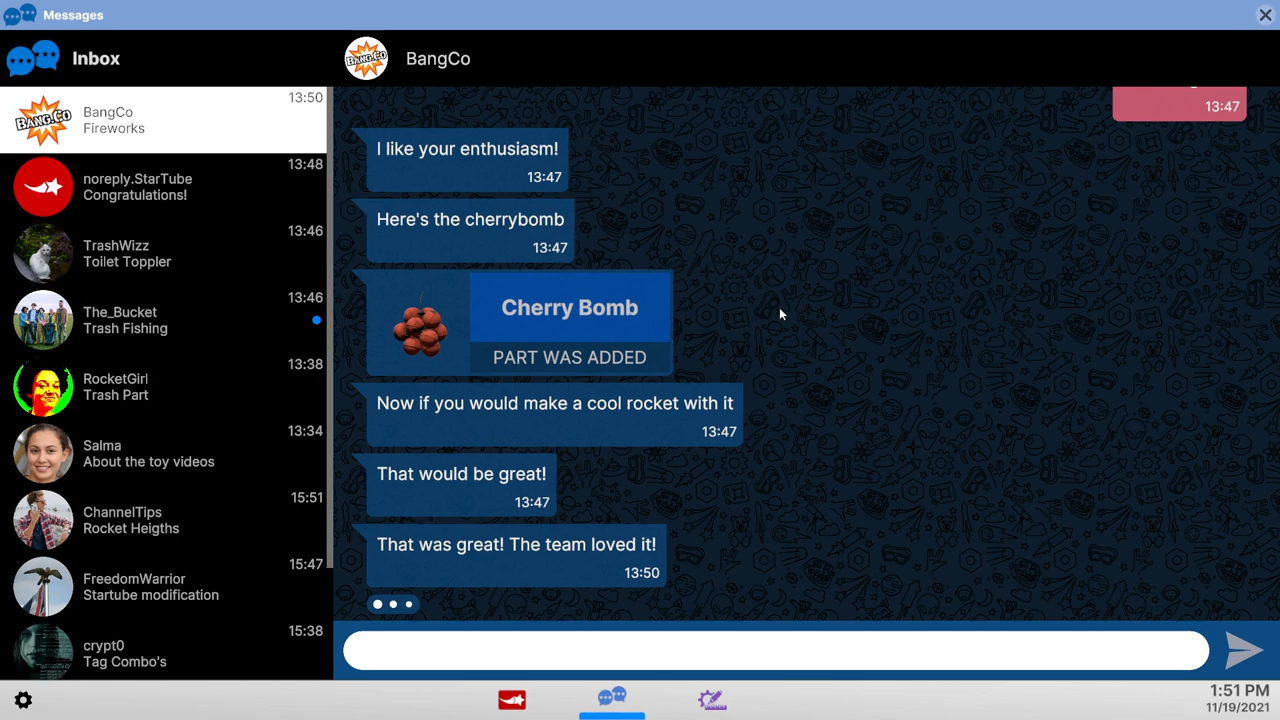 Messages
Inbox
BANG.CO
BangCo
13:50
BANG.CO
BangCo
Fireworks
13:48
noreply.StarTube
Congratulations!
13:46
TrashWizz
Toilet Toppler
13:46
The_Bucket
Trash Fishing
13:38
RocketGirl
Trash Part
13:34
Salma
About the toy videos
15:51
ChannelTips
Rocket Heigths
15:47
FreedomWarrior
Startube modification
15:38
crypt0
Tag Combo's
13:47
I like your enthusiasm!
13:47
Here's the cherrybomb
13:47
Cherry Bomb
PART WAS ADDED
Now if you would make a cool rocket with it
13:47
That would be great!
13:47
That was great! The team loved it!
13:50
1:51 PM
11/19/2021